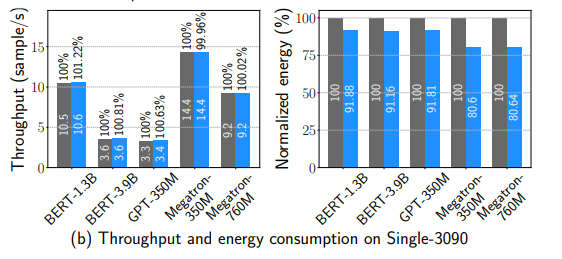 Throughput (sample/s)
15
10
5
0
100%
101.22%
100%
100.81%
100%
100.63%
100%
99.96%
100%
100.02%
10.5
10.6
3.6
3.6
3.3
3.4
14.4
14.4
9.2
9.2
BERT-1.3B
BERT-3.9B
GPT-350M
Megatron-
350M
Megatron-
760M
Normalized energy (%)
100
75
50
25
0
100
91.88
100
91.16
100
91.81
100
80.6
100
80.64
BERT-1.3B
BERT-3.9B
GPT-350M
Megatron-
350M
Megatron-
760M
(b) Throughput and energy consumption on Single-3090